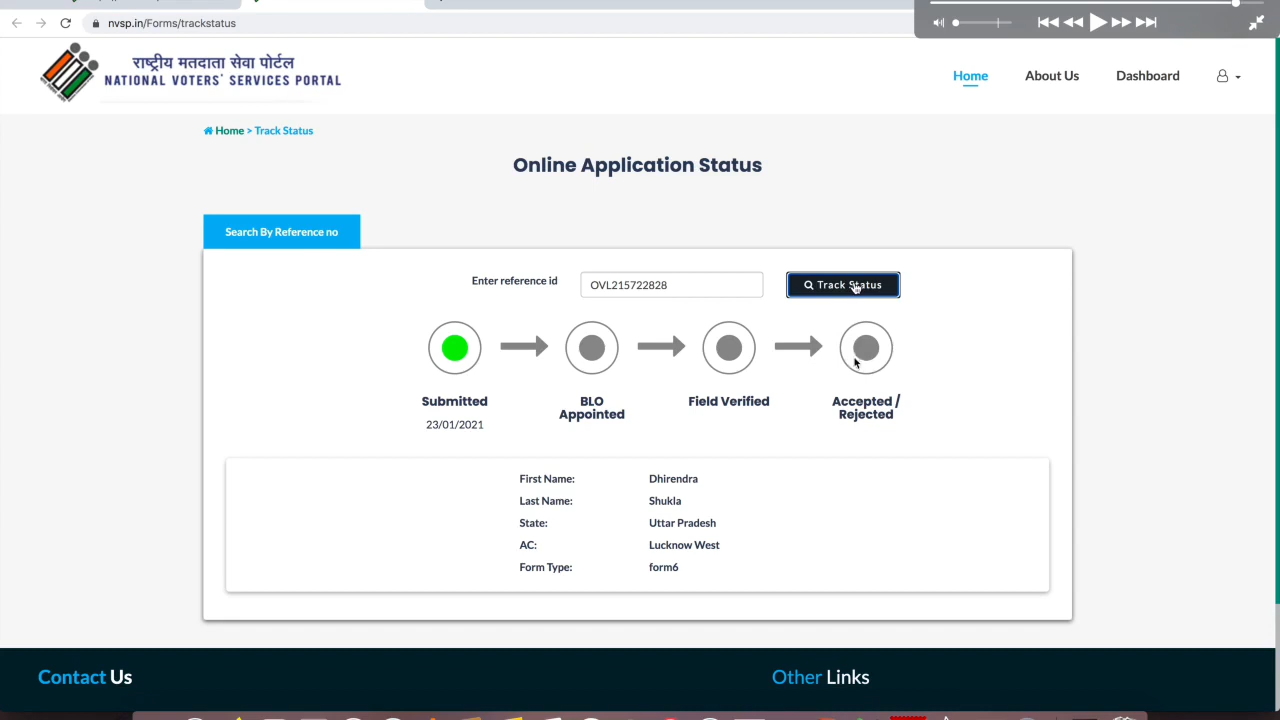 nvsp.in/Forms/trackstatus
राष्ट्रीय मतदाता सेवा पोर्टल
NATIONAL VOTERS' SERVICES PORTAL
Home About Us Dashboard
Home > Track Status
Online Application Status
Search By Reference no
Enter reference id OVL215722828 Track Status
Submitted BLO Appointed Field Verified Accepted / Rejected
23/01/2021
First Name: Dhirendra
Last Name: Shukla
State: Uttar Pradesh
AC: Lucknow West
Form Type: form6
Contact Us Other Links